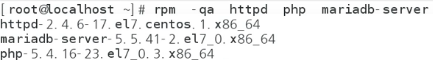 [root@localhost ~]# rpm -qa httpd php mariadb-server
httpd-2.4.6-17.el7.centos.1.x86_64
mariadb-server-5.5.41-2.el7_0.x86_64
php-5.4.16-23.el7_0.3.x86_64